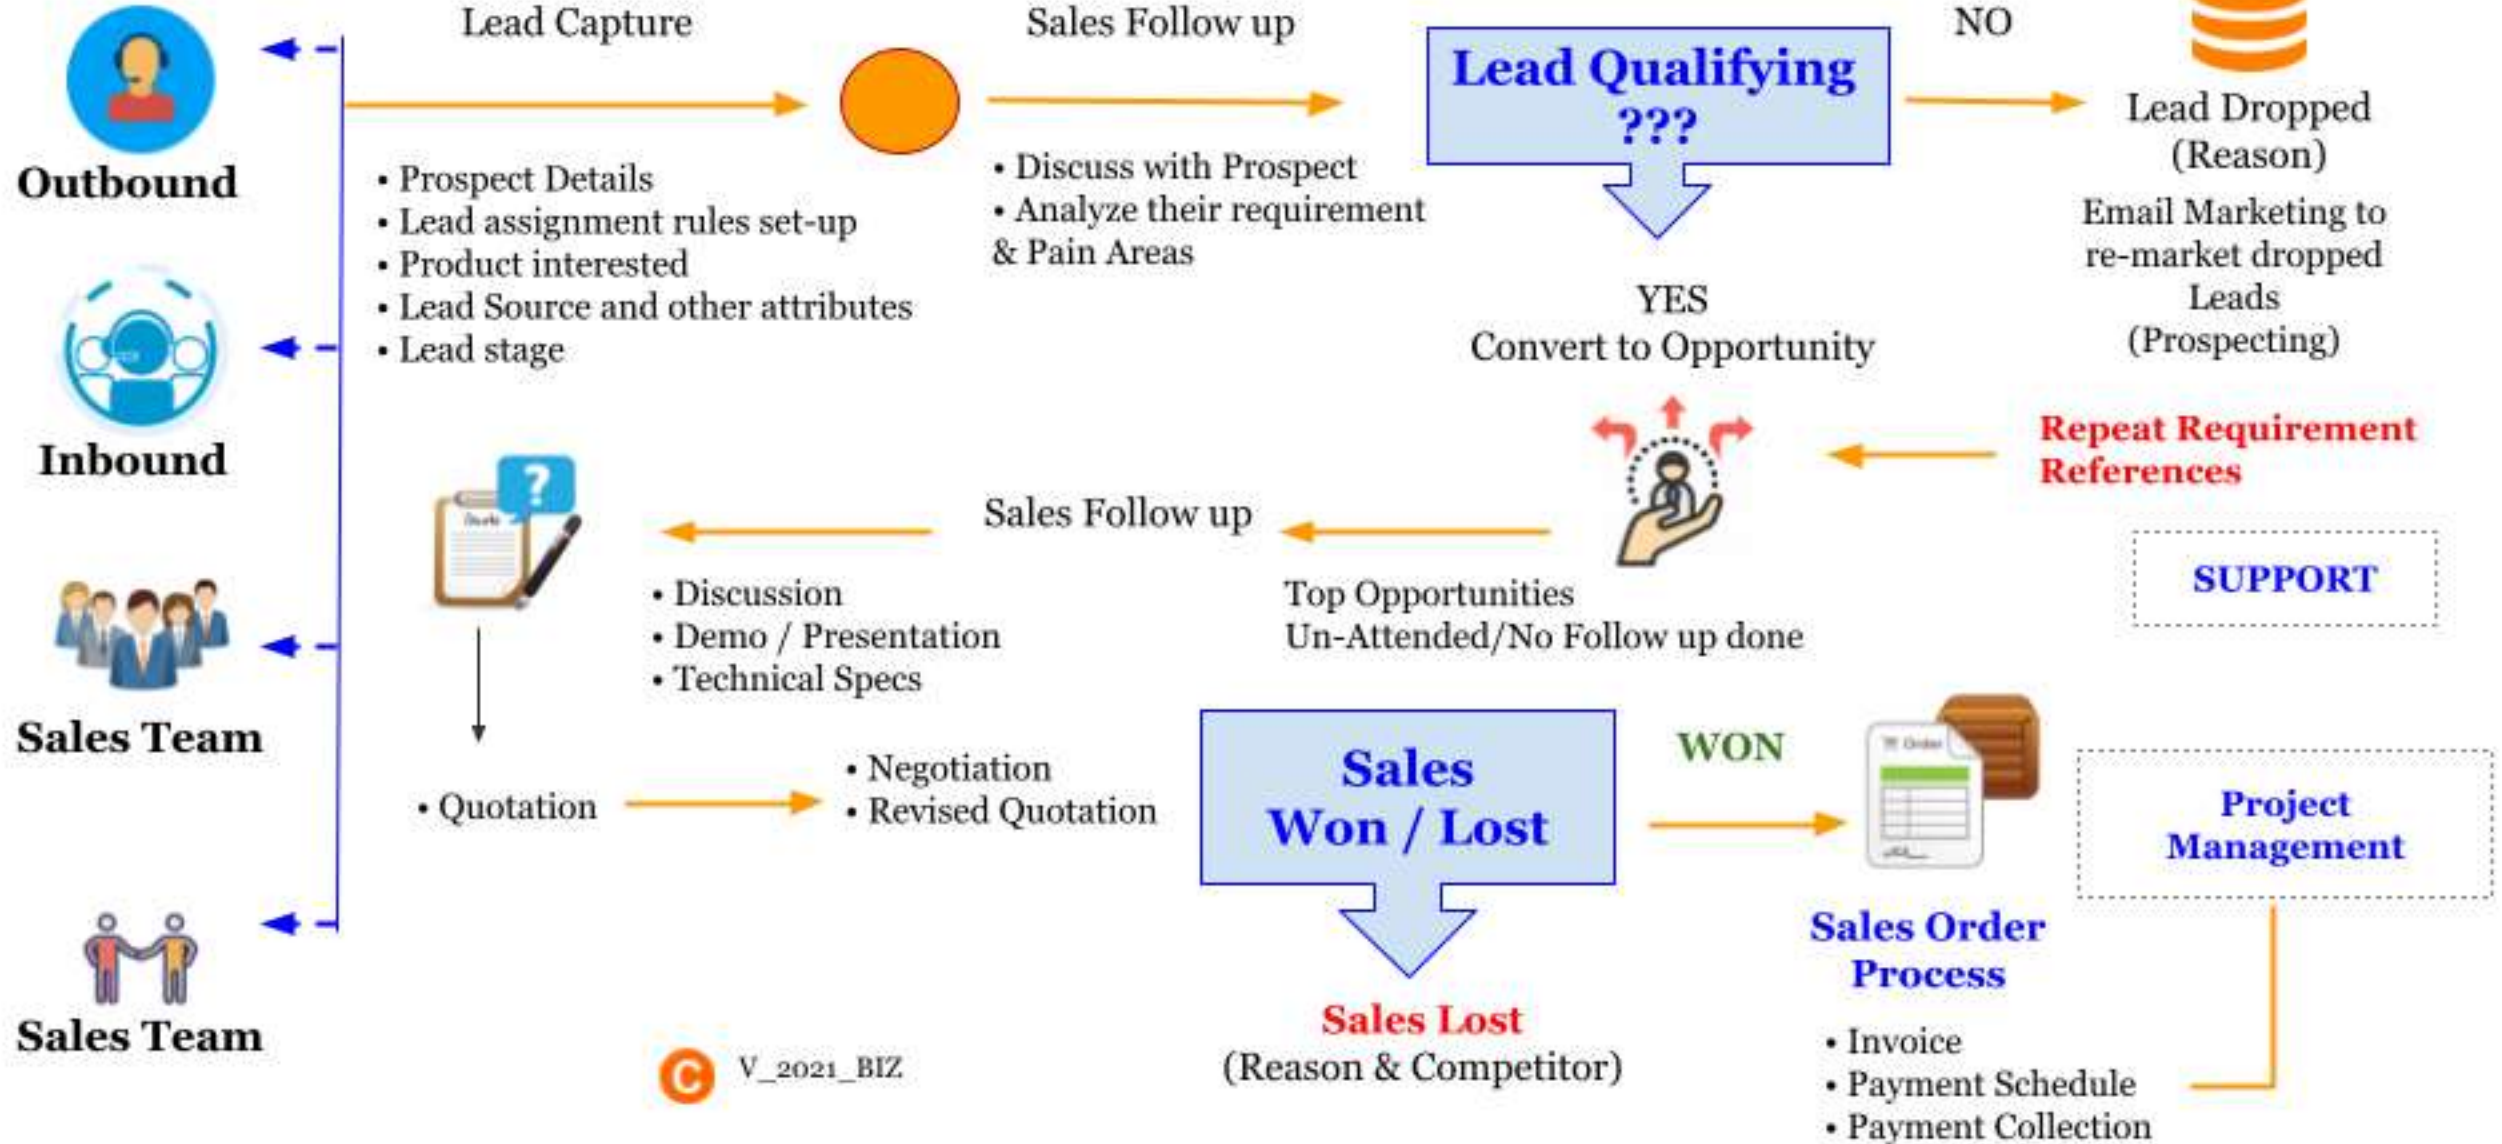 Outbound
Inbound
Sales Team
Sales Team
Lead Capture
• Prospect Details
• Lead assignment rules set-up
• Product interested
• Lead Source and other attributes
• Lead stage
Sales Follow up
• Discuss with Prospect
• Analyze their requirement
& Pain Areas
Lead Qualifying
???
NO
Lead Dropped
(Reason)
Email Marketing to
re-market dropped
Leads
(Prospecting)
YES
Convert to Opportunity
Repeat Requirement
References
SUPPORT
Top Opportunities
Un-Attended/No Follow up done
Sales Follow up
• Discussion
• Demo / Presentation
• Technical Specs
?
• Quotation
• Negotiation
• Revised Quotation
Sales
Won / Lost
WON
Order
Sales Order
Process
• Invoice
• Payment Schedule
• Payment Collection
Project
Management
Sales Lost
(Reason & Competitor)
C V_2021_BIZ